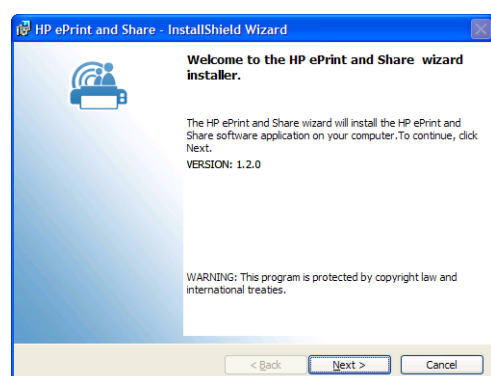 HP ePrint and Share - InstallShield Wizard
Welcome to the HP ePrint and Share wizard
installer.
The HP ePrint and Share wizard will install the HP ePrint and
Share software application on your computer.To continue, click
Next.
VERSION: 1.2.0
WARNING: This program is protected by copyright law and
international treaties.
< Back
Next >
Cancel